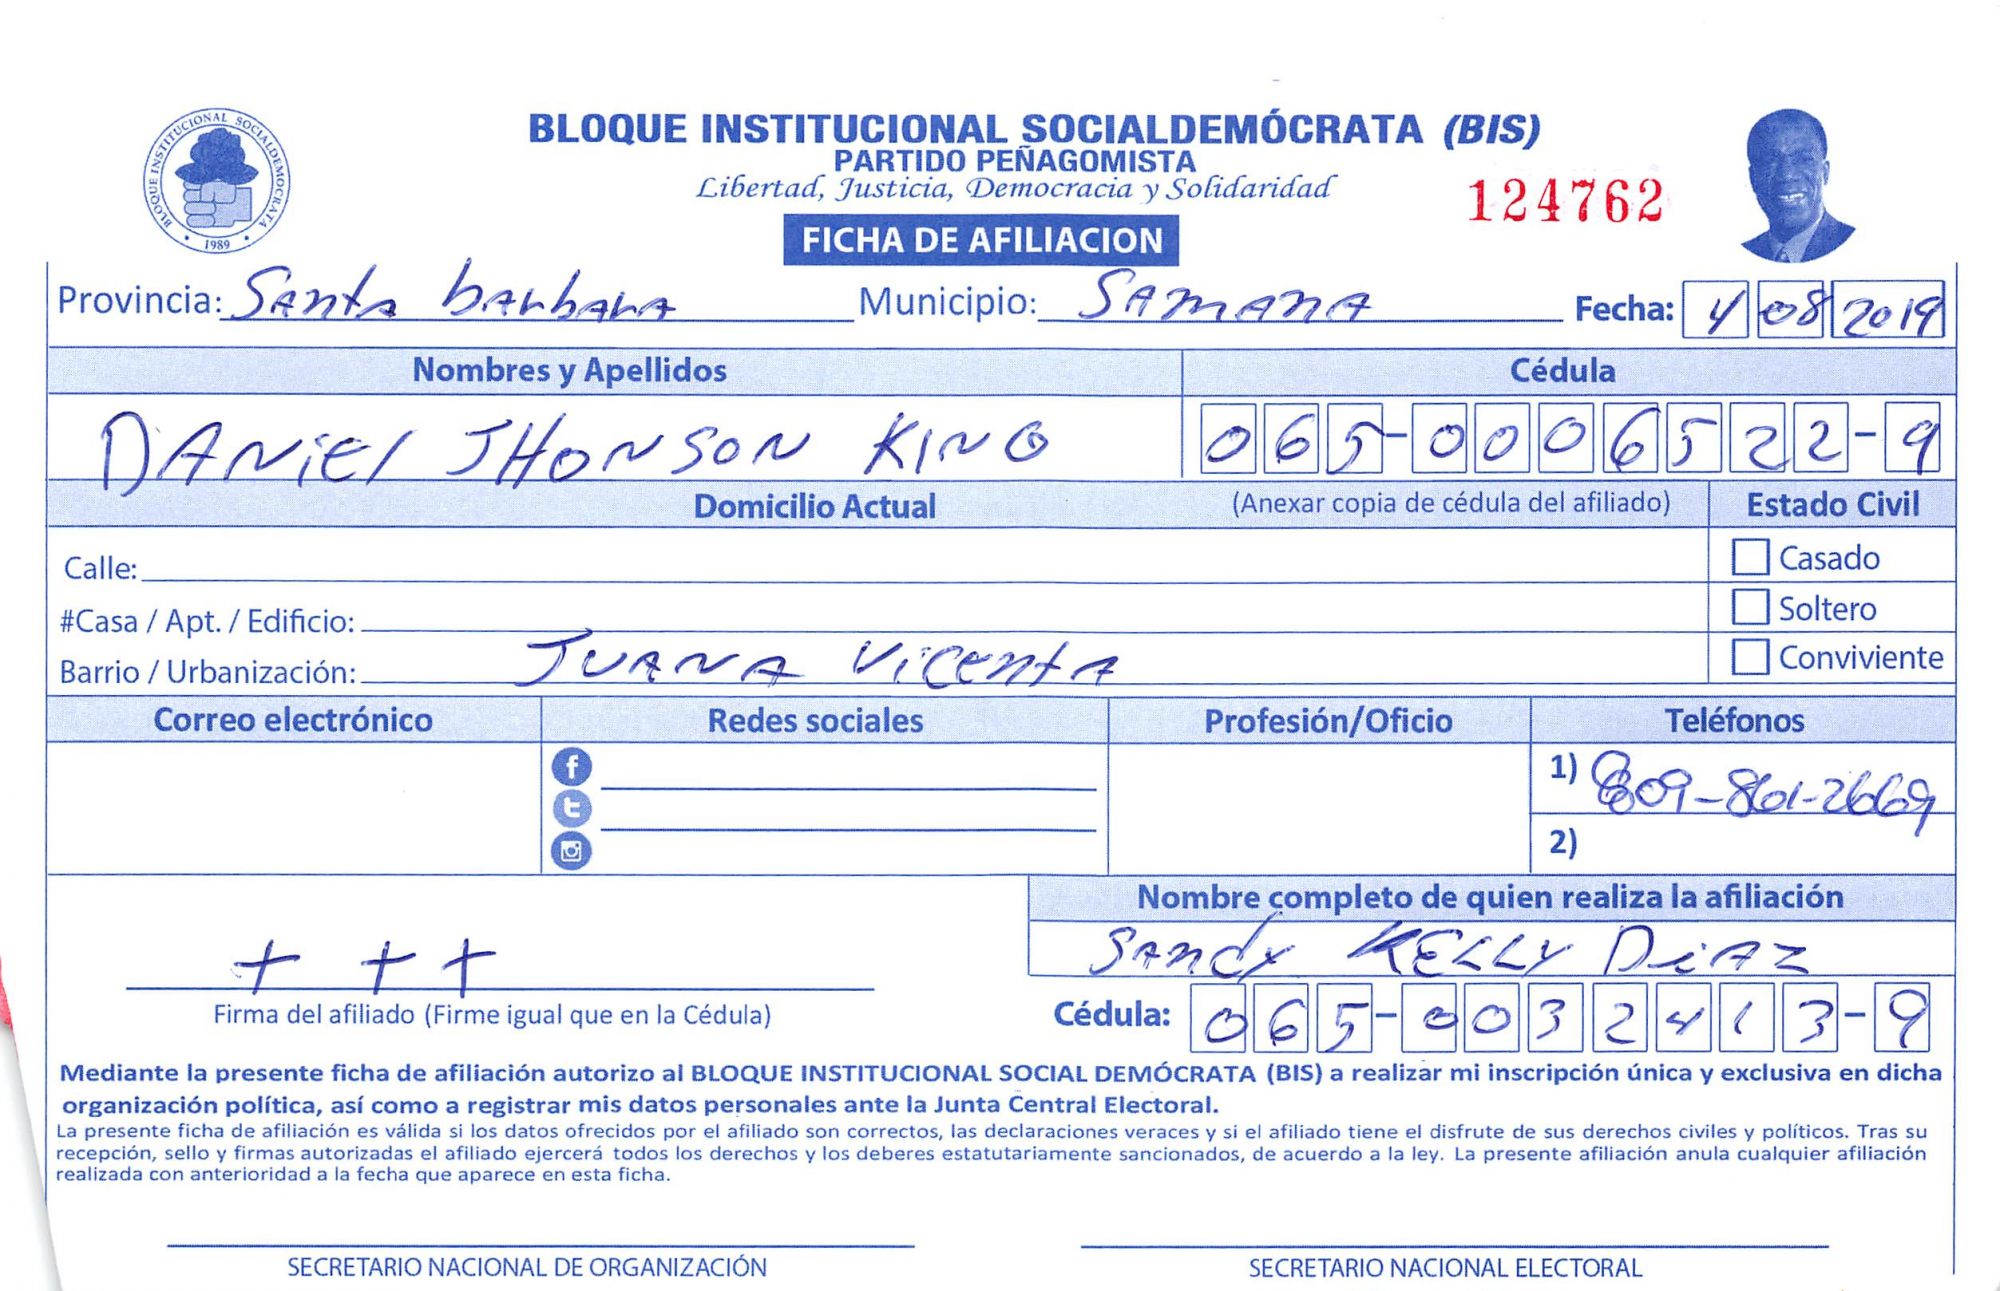 BLOQUE INSTITUCIONAL SOCIALDEMOCRATA
1989
BLOQUE INSTITUCIONAL SOCIALDEMÓCRATA (BIS)
PARTIDO PEÑAGOMISTA
Libertad, Justicia, Democracia y Solidaridad
124762
FICHA DE AFILIACION
Provincia: Santa barbara Municipio: SAMANA Fecha: 4 08 2019
Nombres y Apellidos Cédula
DANiEl JHONSON KING 065-0006522-9
Domicilio Actual (Anexar copia de cédula del afiliado) Estado Civil
Calle: Casado
#Casa / Apt. / Edificio: Soltero
Barrio / Urbanización: JUANA ViCENtA Conviviente
Correo electrónico Redes sociales Profesión/Oficio Teléfonos
1) 809-861-2669
2)
Nombre completo de quien realiza la afiliación
SANdy KELLY DiAZ
+ + +
Firma del afiliado (Firme igual que en la Cédula) Cédula: 065-0032413-9
Mediante la presente ficha de afiliación autorizo al BLOQUE INSTITUCIONAL SOCIAL DEMÓCRATA (BIS) a realizar mi inscripción única y exclusiva en dicha
organización política, así como a registrar mis datos personales ante la Junta Central Electoral.
La presente ficha de afiliación es válida si los datos ofrecidos por el afiliado son correctos, las declaraciones veraces y si el afiliado tiene el disfrute de sus derechos civiles y políticos. Tras su
recepción, sello y firmas autorizadas el afiliado ejercerá todos los derechos y los deberes estatutariamente sancionados, de acuerdo a la ley. La presente afiliación anula cualquier afiliación
realizada con anterioridad a la fecha que aparece en esta ficha.
SECRETARIO NACIONAL DE ORGANIZACIÓN SECRETARIO NACIONAL ELECTORAL